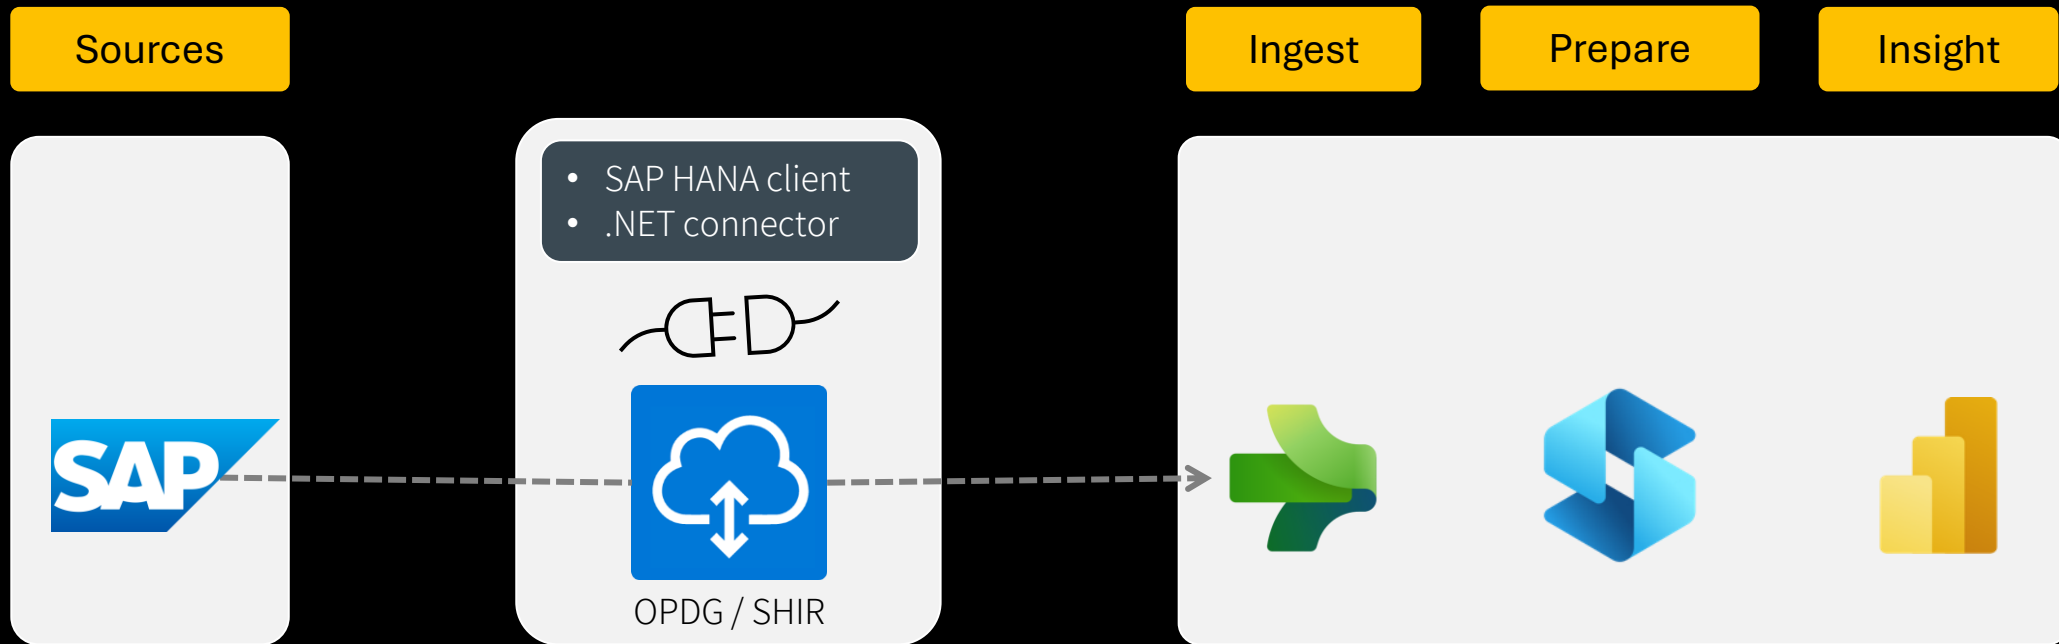 Sources
Ingest
Prepare
Insight
• SAP HANA client
• .NET connector
SAP
OPDG / SHIR